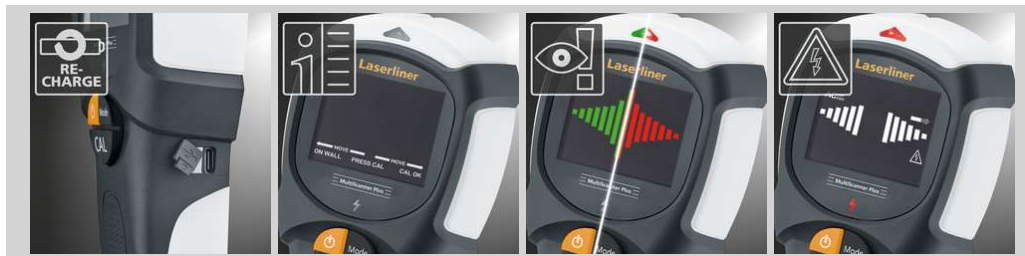 RE-
CHARGE
Mode
CAL
Laserliner
MOVE MOVE
ON WALL PRESS CAL CAL OK
MultiScanner Plus
Mode
Laserliner
MultiScanner Plus
Mode
Laserliner
MultiScanner Plus
Mode